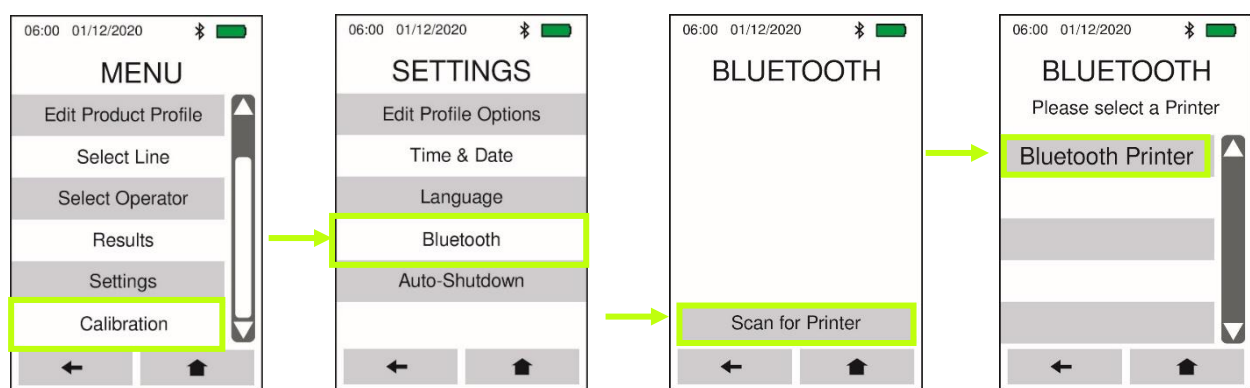 06:00 01/12/2020
MENU
Edit Product Profile
Select Line
Select Operator
Results
Settings
Calibration
06:00 01/12/2020
SETTINGS
Edit Profile Options
Time & Date
Language
Bluetooth
Auto-Shutdown
06:00 01/12/2020
BLUETOOTH
Scan for Printer
06:00 01/12/2020
BLUETOOTH
Please select a Printer
Bluetooth Printer